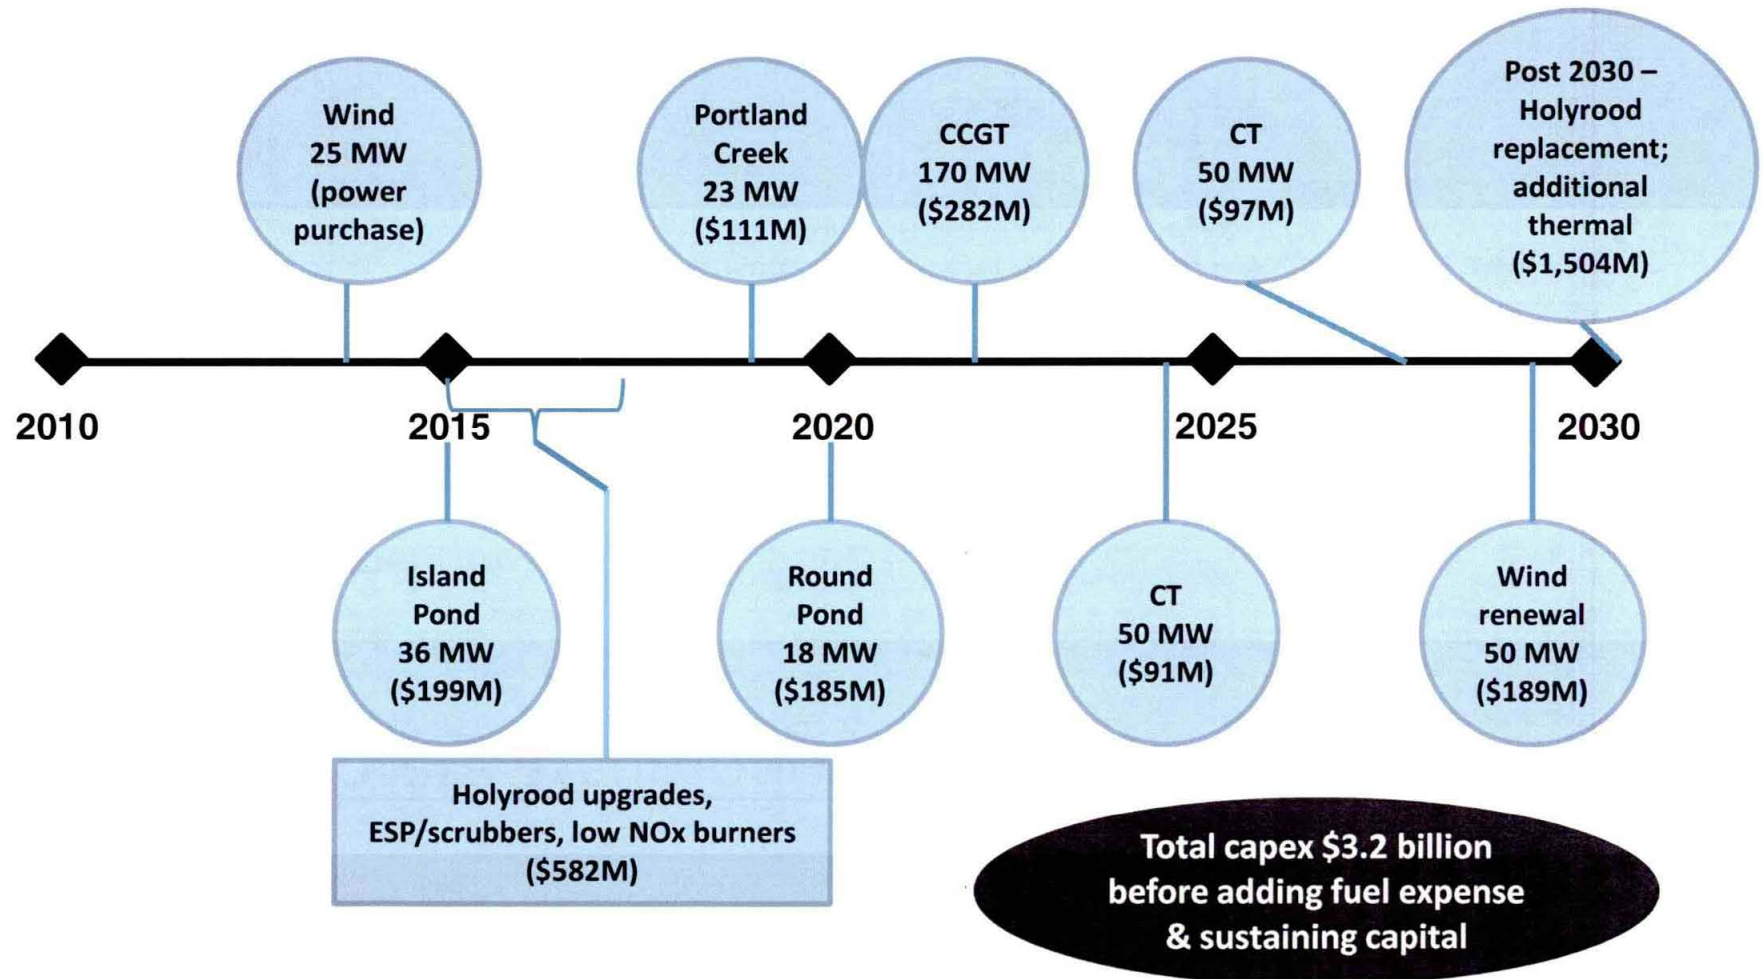 Wind
25 MW
(power
purchase)
Portland
Creek
23 MW
($111M)
CCGT
170 MW
($282M)
CT
50 MW
($97M)
Post 2030 –
Holyrood
replacement;
additional
thermal
($1,504M)
2010
2015
2020
2025
2030
Island
Pond
36 MW
($199M)
Round
Pond
18 MW
($185M)
CT
50 MW
($91M)
Wind
renewal
50 MW
($189M)
Holyrood upgrades,
ESP/scrubbers, low NOx burners
($582M)
Total capex $3.2 billion
before adding fuel expense
& sustaining capital